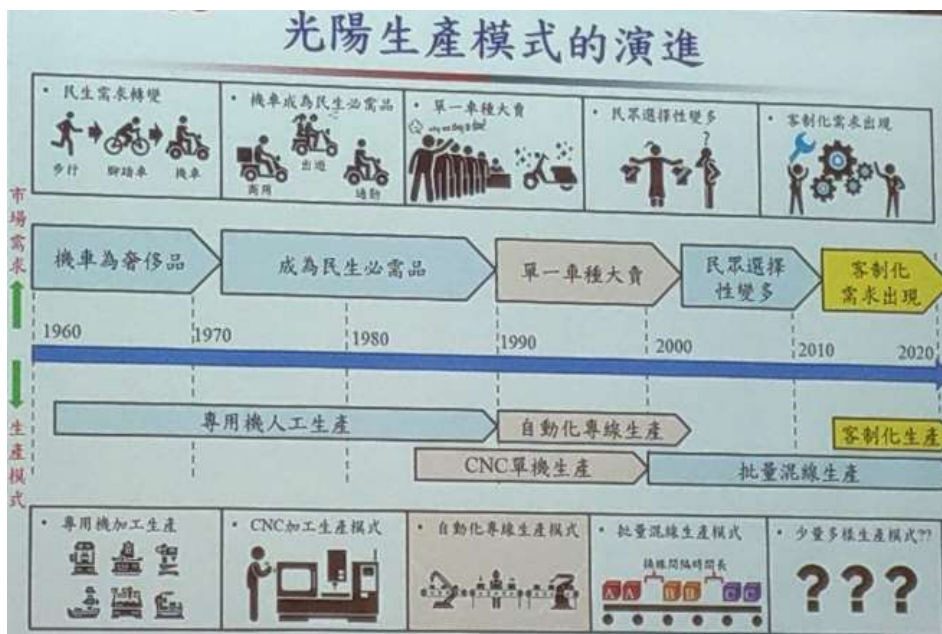 光陽生產模式的演進
• 民生需求轉變
步行
腳踏車
機車
• 機車成為民生必需品
商用
出遊
通勤
• 單一車種大賣
• 民眾選擇性變多
?
• 客制化需求出現
市場需求
機車為奢侈品
成為民生必需品
單一車種大賣
民眾選擇
性變多
客制化
需求出現
1960
1970
1980
1990
2000
2010
2020
生產模式
專用機人工生產
自動化專線生產
客制化生產
CNC單機生產
批量混線生產
• 專用機加工生產
• CNC加工生產模式
• 自動化專線生產模式
• 批量混線生產模式
換線間隔時間長
A A B B C C
• 少量多樣生產模式??
? ? ?